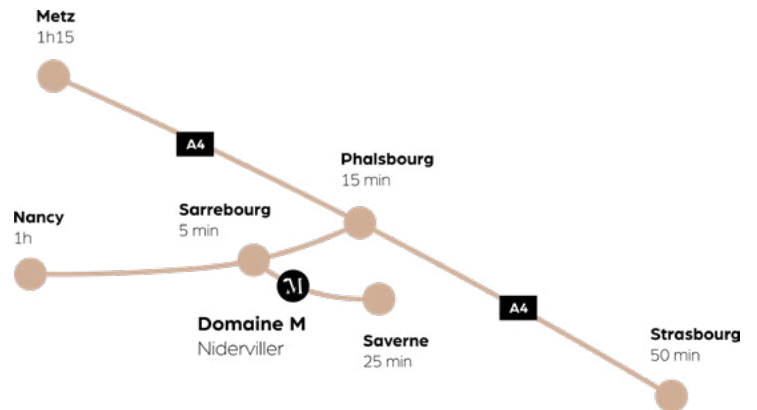 Metz
1h15
A4
Phalsbourg
15 min
Sarrebourg
5 min
Nancy
1h
M
Domaine M
Niderviller
Saverne
25 min
A4
Strasbourg
50 min